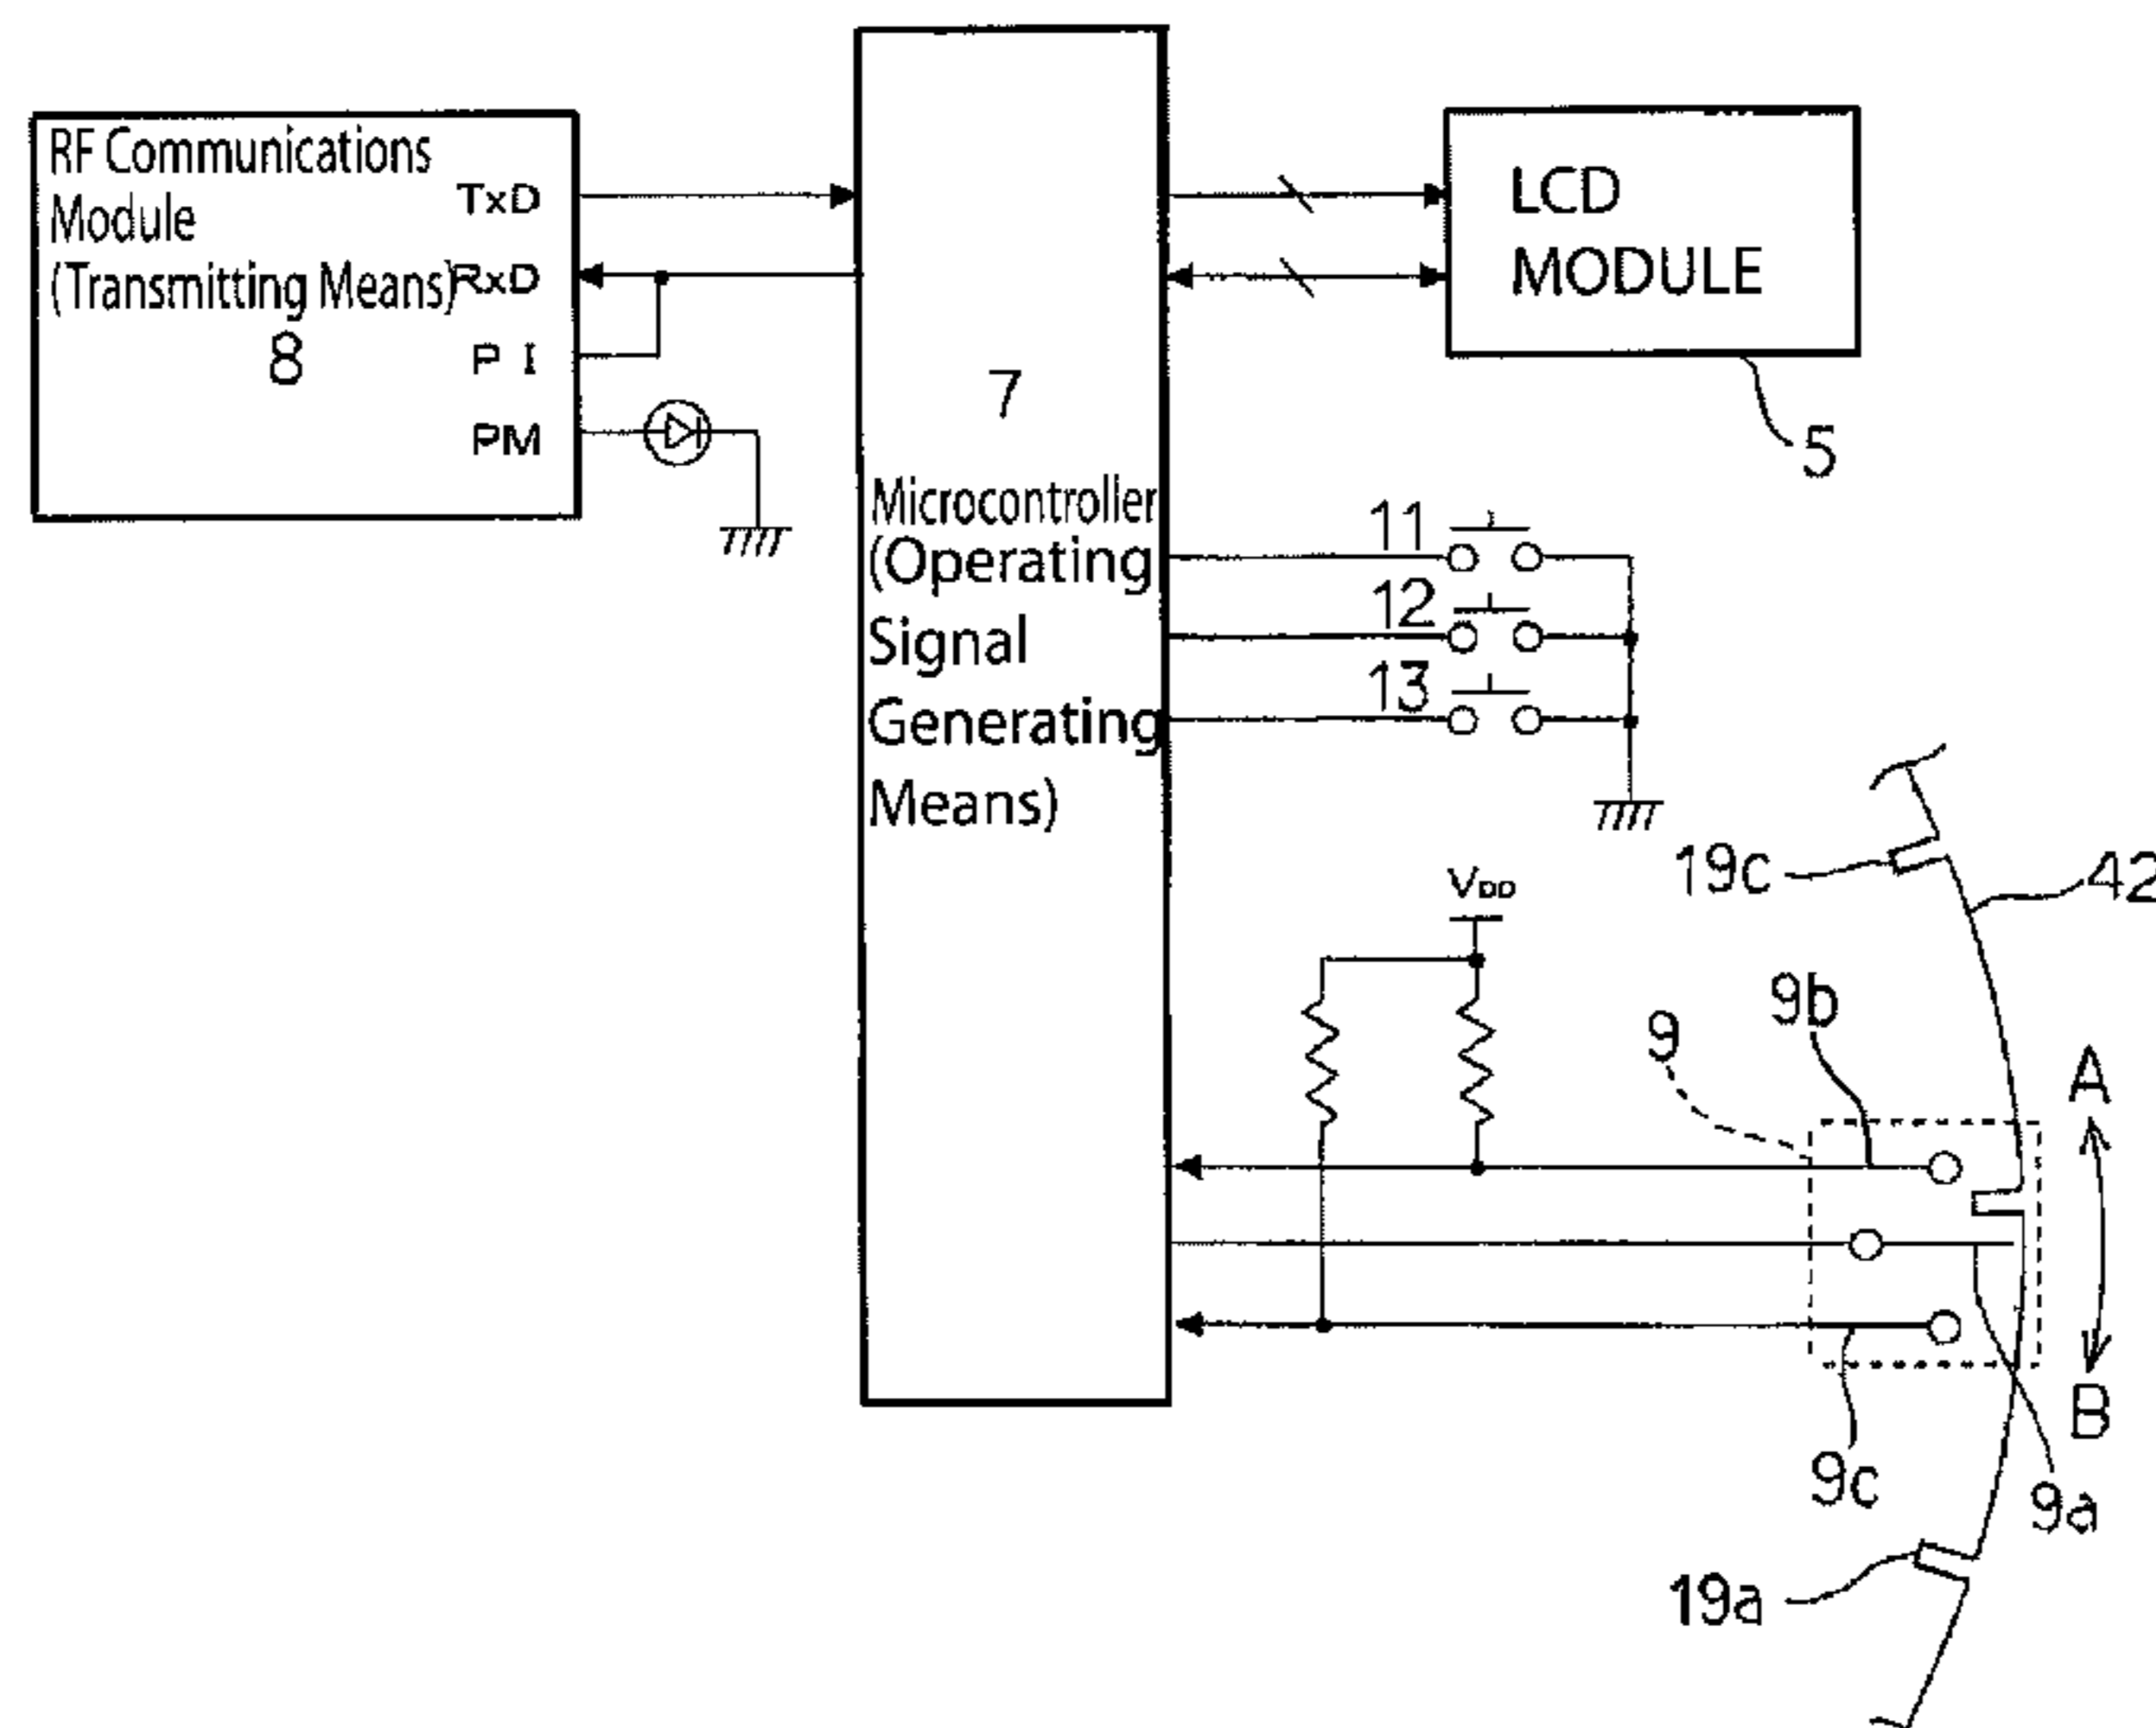 RF Communications
Module
(Transmitting Means)
8
TxD
RxD
P I
PM
7
Microcontroller
(Operating
Signal
Generating
Means)
LCD
MODULE
5
11
12
13
19c
42
VDD
9b
9
A
B
9c
9a
19a